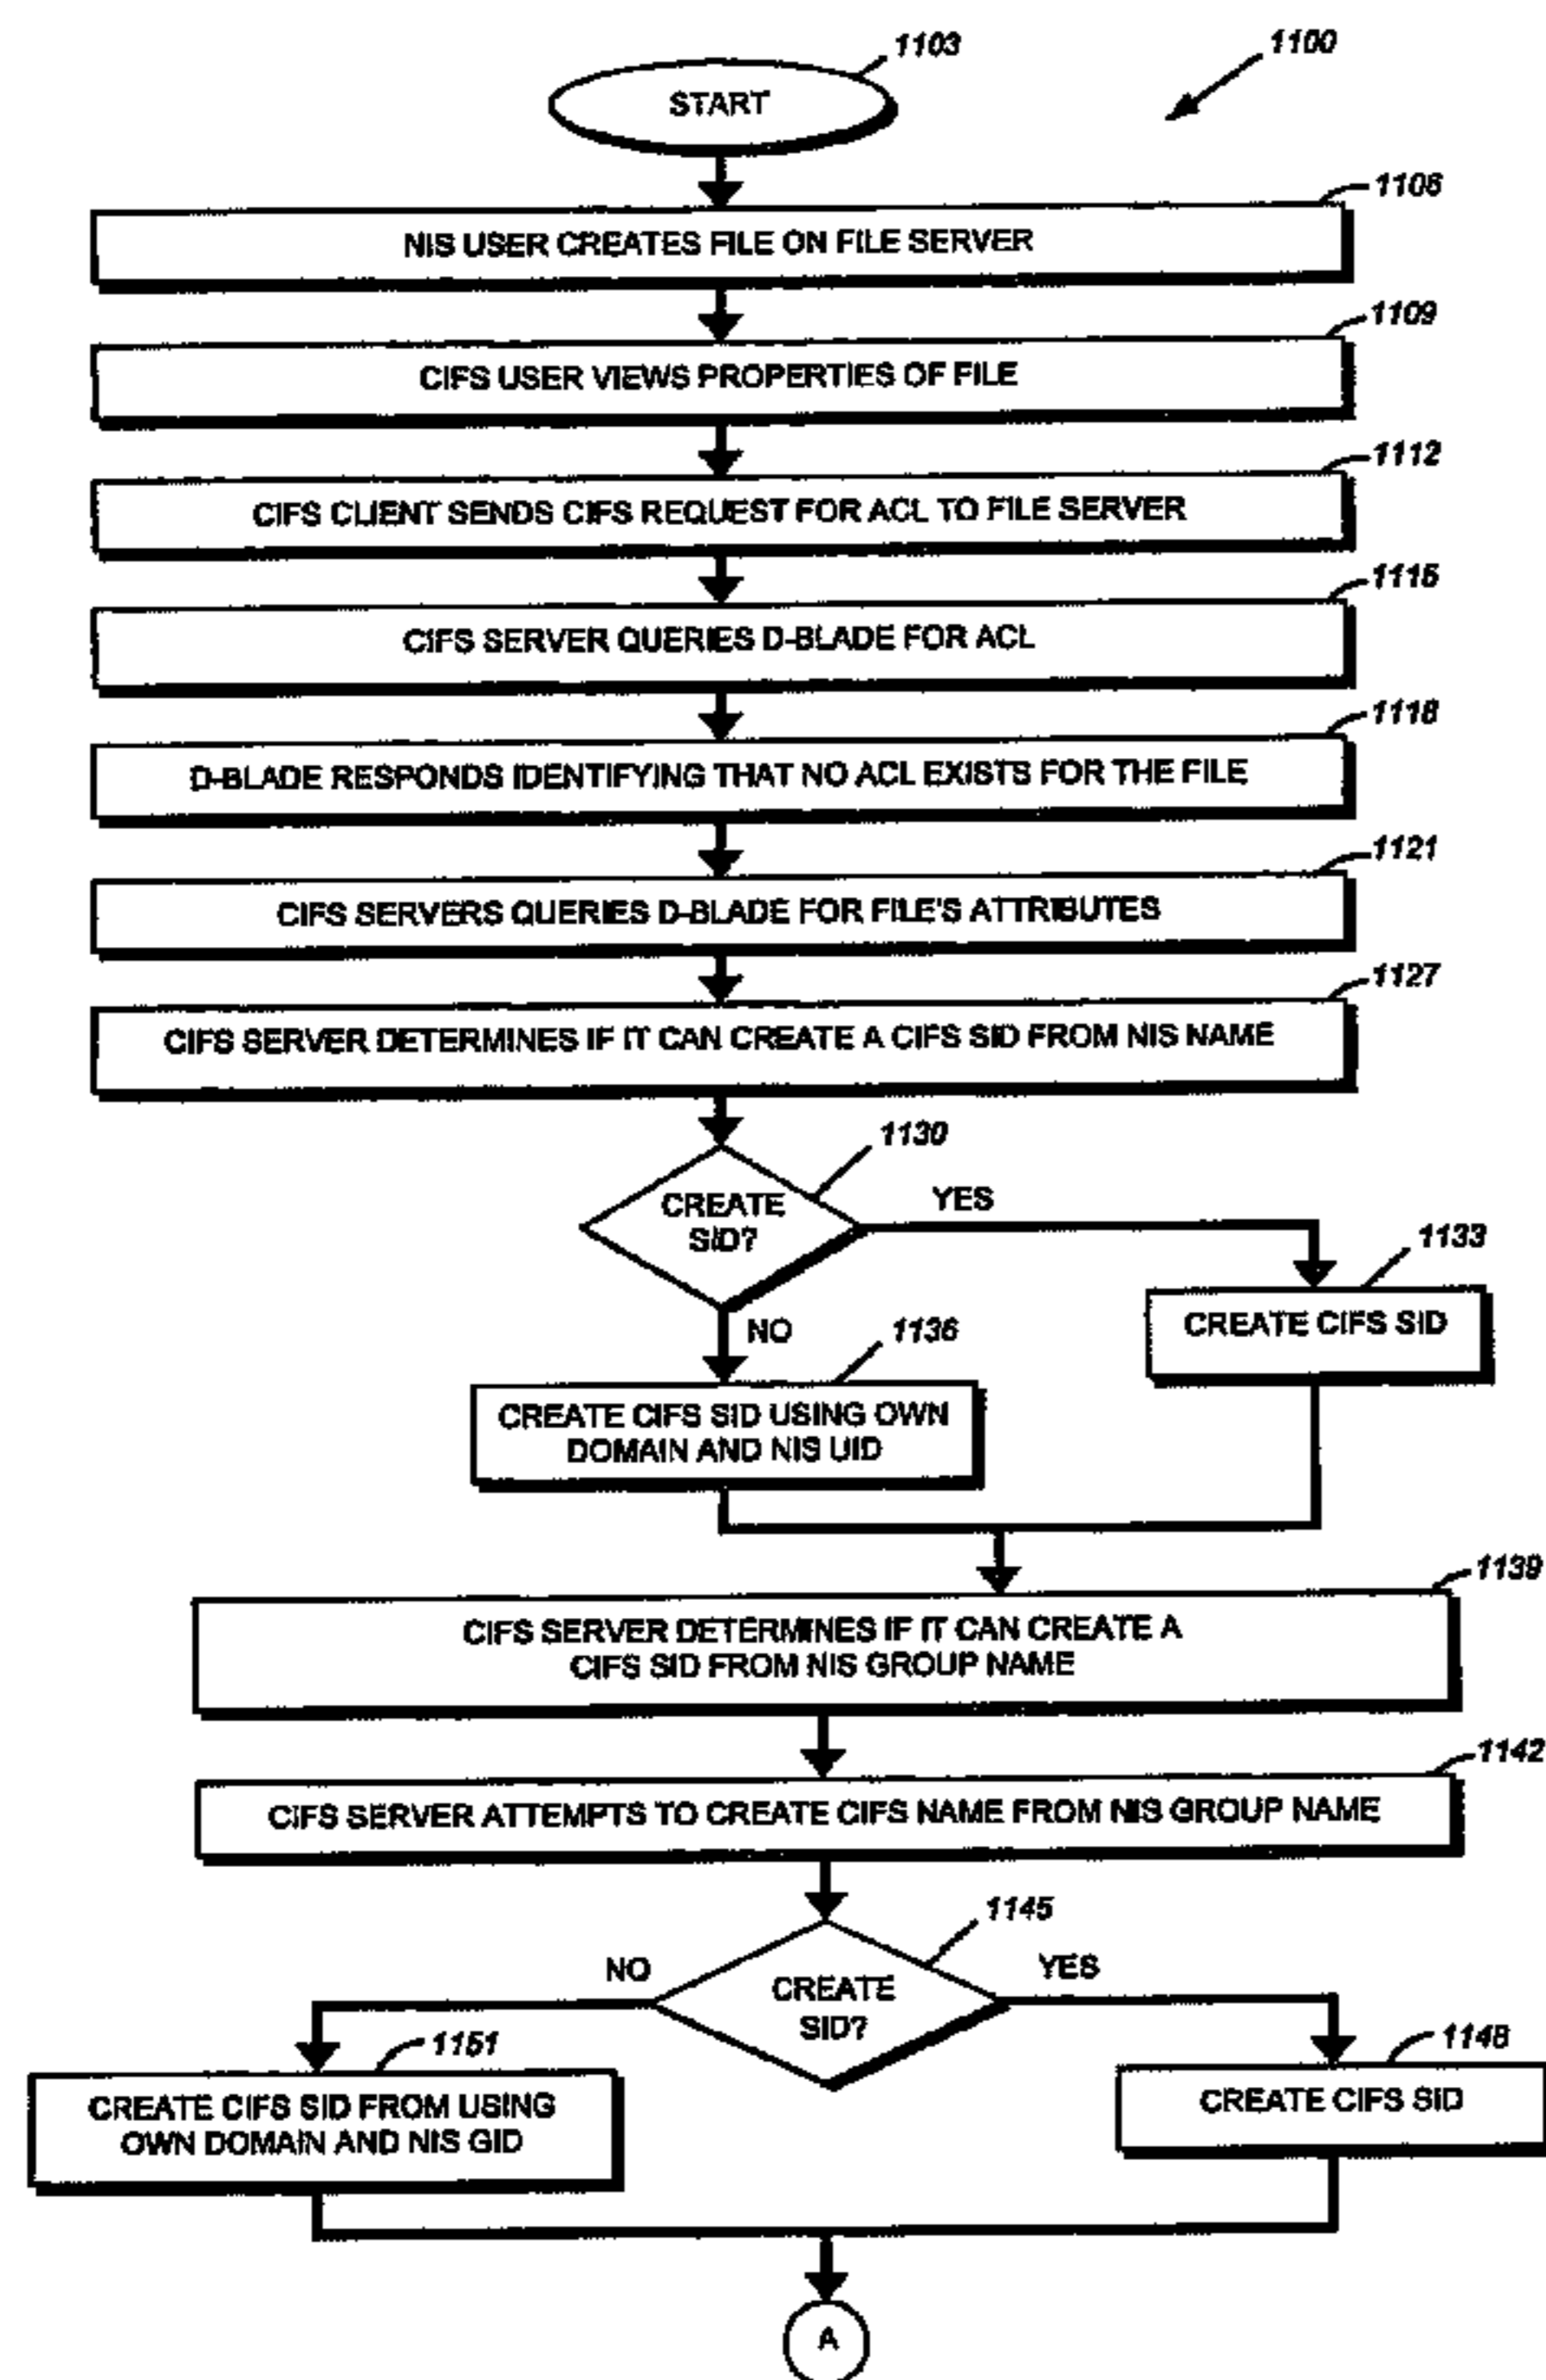 1103
1100
START
1106
NIS USER CREATES FILE ON FILE SERVER
1109
CIFS USER VIEWS PROPERTIES OF FILE
1112
CIFS CLIENT SENDS CIFS REQUEST FOR ACL TO FILE SERVER
1115
CIFS SERVER QUERIES D-BLADE FOR ACL
1118
D-BLADE RESPONDS IDENTIFYING THAT NO ACL EXISTS FOR THE FILE
1121
CIFS SERVERS QUERIES D-BLADE FOR FILE'S ATTRIBUTES
1127
CIFS SERVER DETERMINES IF IT CAN CREATE A CIFS SID FROM NIS NAME
1130
CREATE
SID?
YES
1133
CREATE CIFS SID
NO
1136
CREATE CIFS SID USING OWN
DOMAIN AND NIS UID
1139
CIFS SERVER DETERMINES IF IT CAN CREATE A
CIFS SID FROM NIS GROUP NAME
1142
CIFS SERVER ATTEMPTS TO CREATE CIFS NAME FROM NIS GROUP NAME
1145
NO
YES
CREATE
SID?
1151
CREATE CIFS SID FROM USING
OWN DOMAIN AND NIS GID
1148
CREATE CIFS SID
A